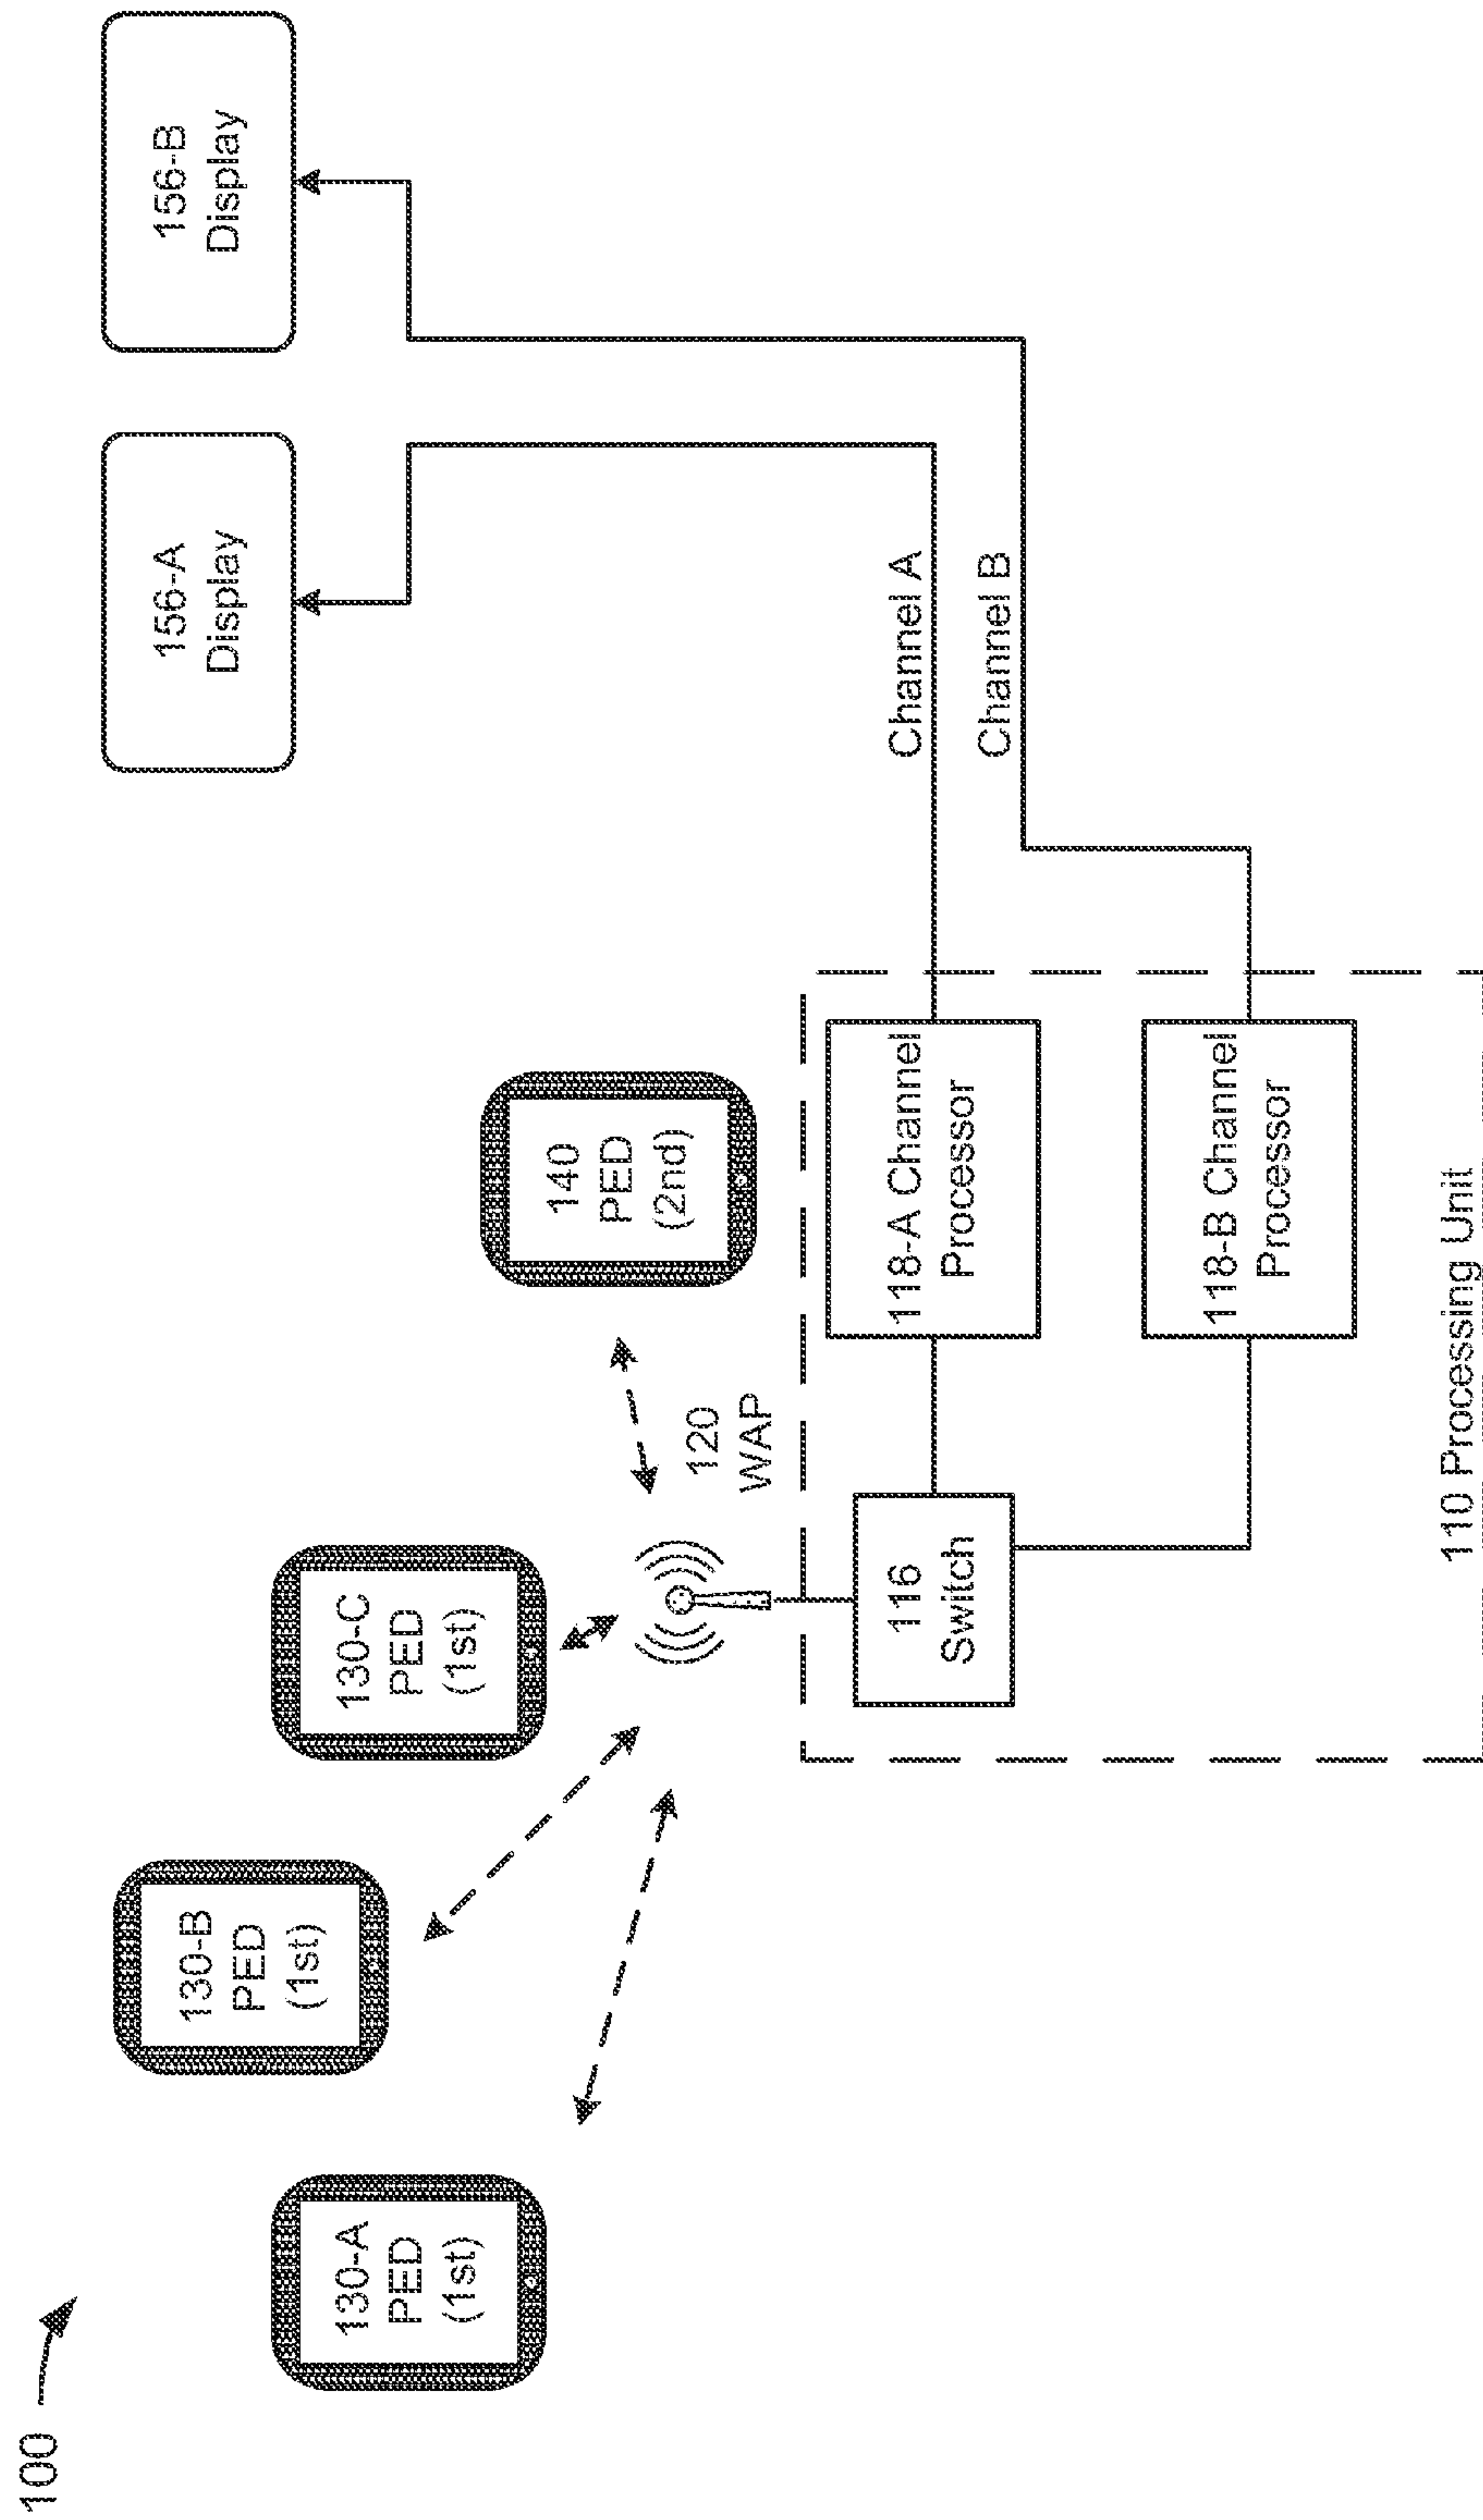 100
130-A
PED
(1st)
130-B
PED
(1st)
130-C
PED
(1st)
140
PED
(2nd)
120
WAP
156-A
Display
156-B
Display
116
Switch
118-A Channel
Processor
118-B Channel
Processor
Channel A
Channel B
110 Processing Unit